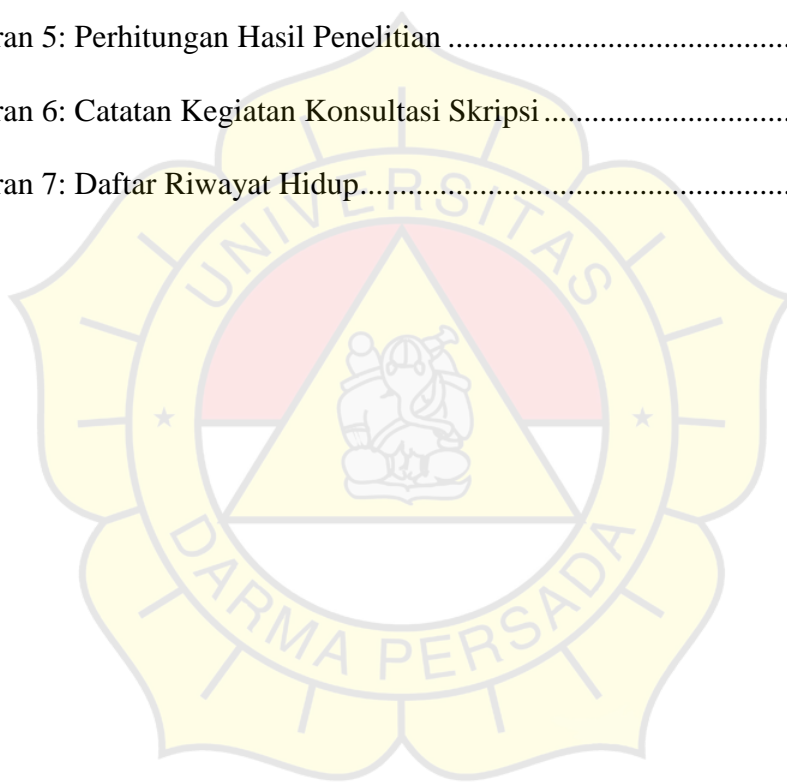 ran 5: Perhitungan Hasil Penelitian ..........................................
ran 6: Catatan Kegiatan Konsultasi Skripsi ..............................
ran 7: Daftar Riwayat Hidup.....................................................
UNIVERSITAS
DARMA PERSADA